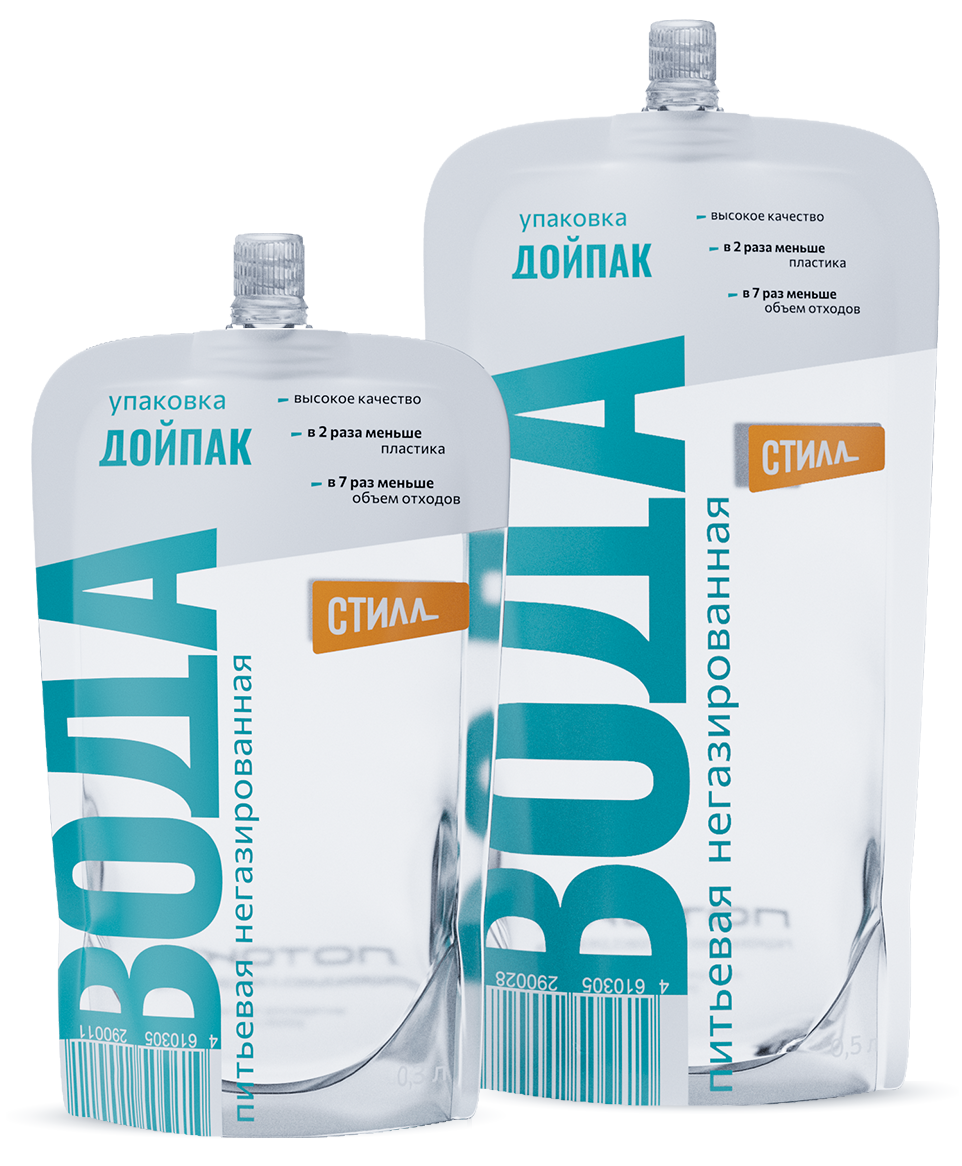 упаковка
ДОЙПАК
высокое качество
в 2 раза меньше
пластика
в 7 раз меньше
объем отходов
СТИЛЛ
ВОДА
питьевая негазированная
4 610305 290011
упаковка
ДОЙПАК
высокое качество
в 2 раза меньше
пластика
в 7 раз меньше
объем отходов
СТИЛЛ
ВОДА
питьевая негазированная
4 610305 290028
0,5 л